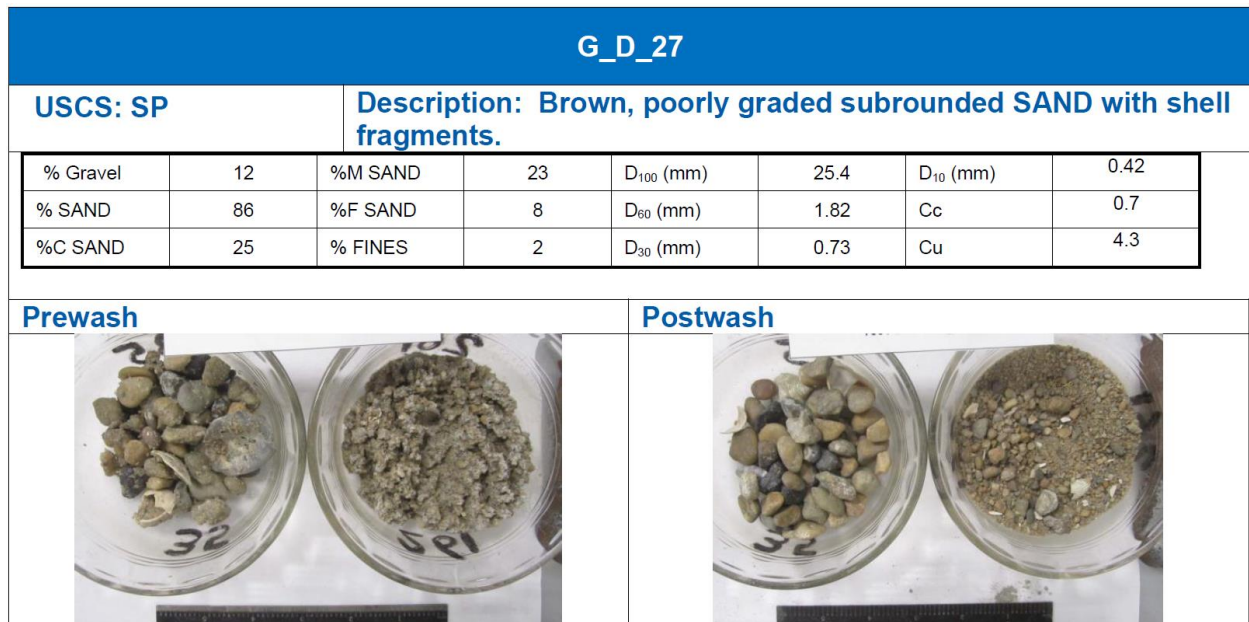 G_D_27
USCS: SP
Description: Brown, poorly graded subrounded SAND with shell
fragments.
% Gravel 12 %M SAND 23 D₁₀₀ (mm) 25.4 D₁₀ (mm) 0.42
% SAND 86 %F SAND 8 D₆₀ (mm) 1.82 Cc 0.7
%C SAND 25 % FINES 2 D₃₀ (mm) 0.73 Cu 4.3
Prewash
Postwash